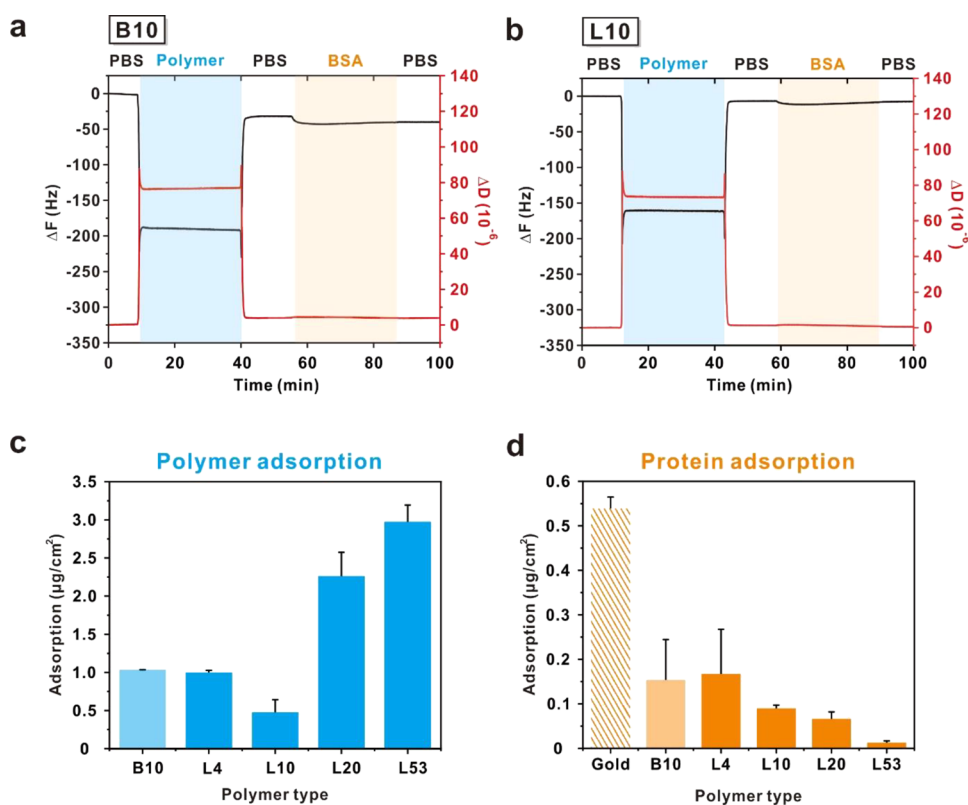 a B10
PBS Polymer PBS BSA PBS
0
-50
-100
-150
-200
-250
-300
-350
ΔF (Hz)
140
120
100
80
60
40
20
0
ΔD (10⁻⁶)
0 20 40 60 80 100
Time (min)
b L10
PBS Polymer PBS BSA PBS
0
-50
-100
-150
-200
-250
-300
-350
ΔF (Hz)
140
120
100
80
60
40
20
0
ΔD (10⁻⁶)
0 20 40 60 80 100
Time (min)
c
Polymer adsorption
3.5
3.0
2.5
2.0
1.5
1.0
0.5
0
Adsorption (µg/cm²)
B10 L4 L10 L20 L53
Polymer type
d
Protein adsorption
0.6
0.5
0.4
0.3
0.2
0.1
0
Adsorption (µg/cm²)
Gold B10 L4 L10 L20 L53
Polymer type